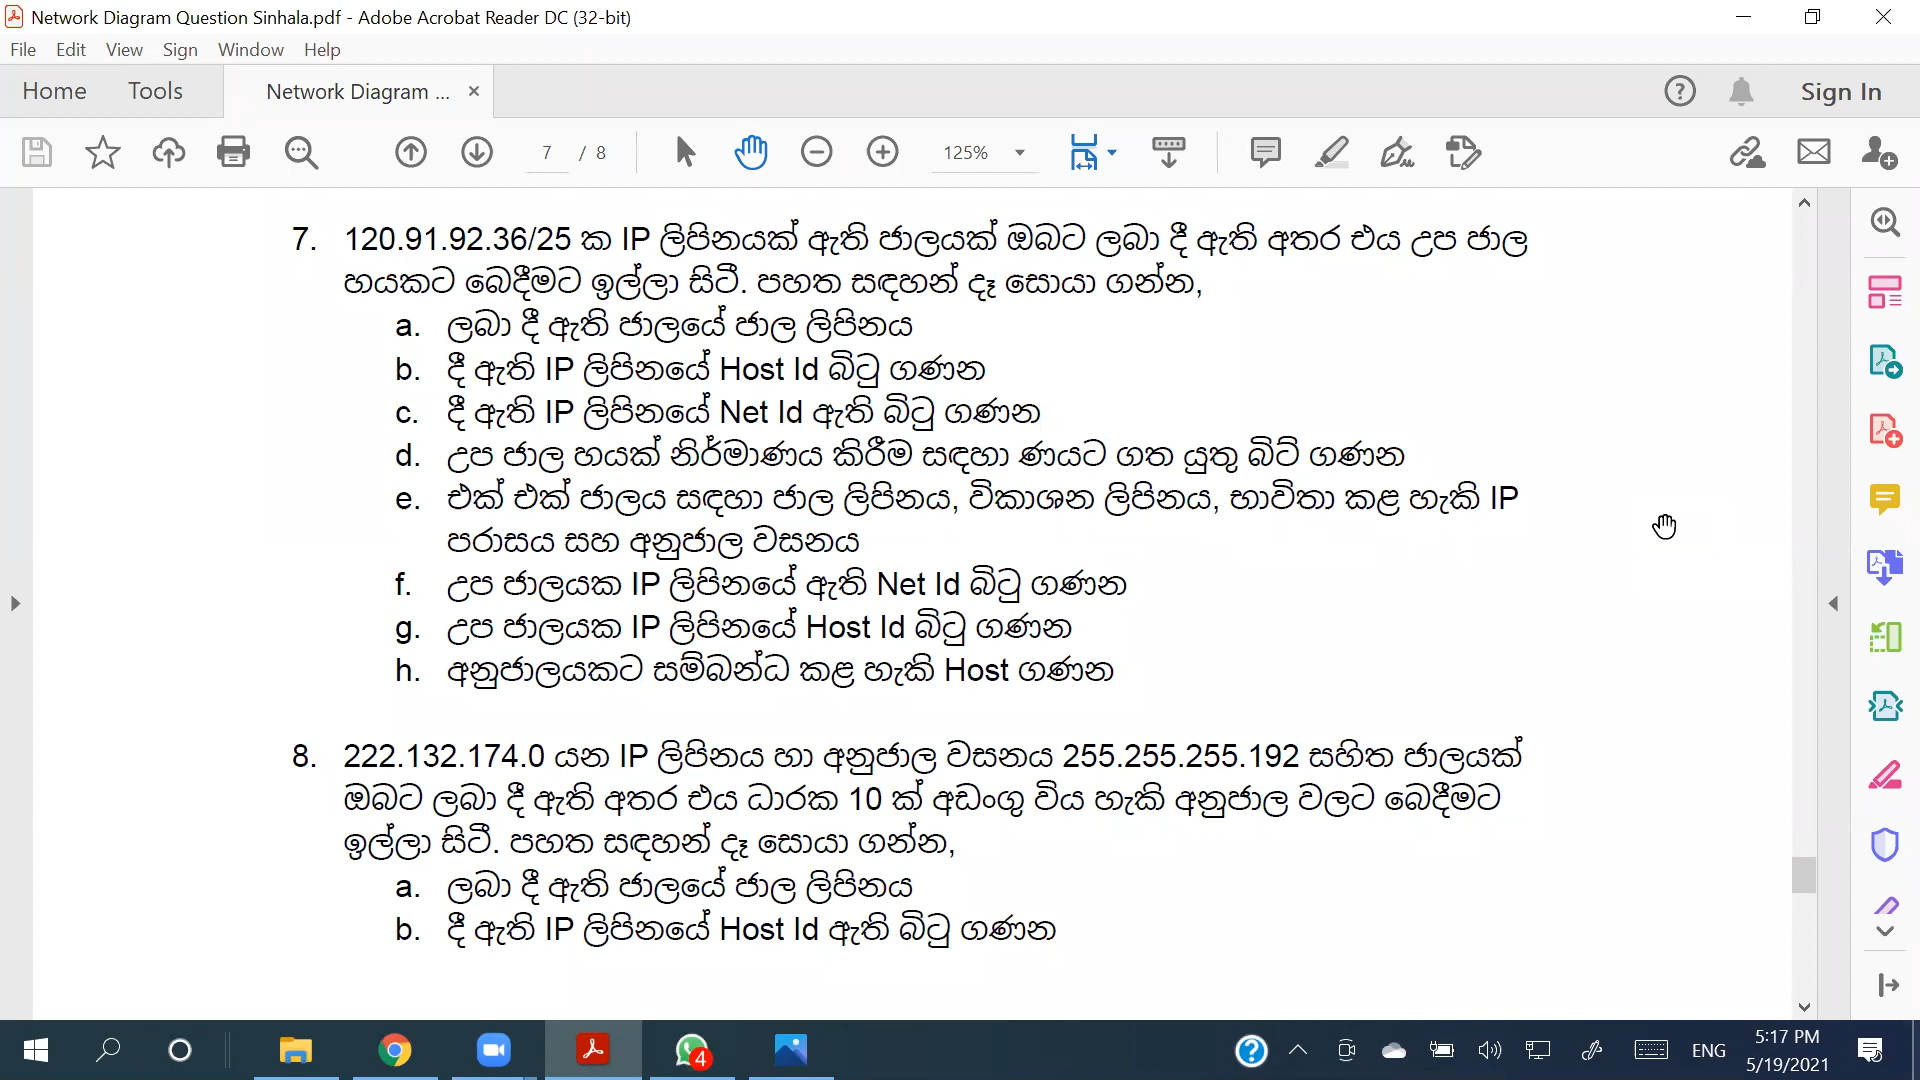 Network Diagram Question Sinhala.pdf - Adobe Acrobat Reader DC (32-bit)
File Edit View Sign Window Help
Home Tools Network Diagram ... × Sign In
7 / 8 125%
7. 120.91.92.36/25 ක IP ලිපිනයක් ඇති ජාලයක් ඔබට ලබා දී ඇති අතර එය උප ජාල
හයකට බෙදීමට ඉල්ලා සිටී. පහත සඳහන් දෑ සොයා ගන්න,
a. ලබා දී ඇති ජාලයේ ජාල ලිපිනය
b. දී ඇති IP ලිපිනයේ Host Id බිටු ගණන
c. දී ඇති IP ලිපිනයේ Net Id ඇති බිටු ගණන
d. උප ජාල හයක් නිර්මාණය කිරීම සඳහා ණයට ගත යුතු බිට් ගණන
e. එක් එක් ජාලය සඳහා ජාල ලිපිනය, විකාශන ලිපිනය, භාවිතා කළ හැකි IP
පරාසය සහ අනුජාල වසනය
f. උප ජාලයක IP ලිපිනයේ ඇති Net Id බිටු ගණන
g. උප ජාලයක IP ලිපිනයේ Host Id බිටු ගණන
h. අනුජාලයකට සම්බන්ධ කළ හැකි Host ගණන
8. 222.132.174.0 යන IP ලිපිනය හා අනුජාල වසනය 255.255.255.192 සහිත ජාලයක්
ඔබට ලබා දී ඇති අතර එය ධාරක 10 ක් අඩංගු විය හැකි අනුජාල වලට බෙදීමට
ඉල්ලා සිටී. පහත සඳහන් දෑ සොයා ගන්න,
a. ලබා දී ඇති ජාලයේ ජාල ලිපිනය
b. දී ඇති IP ලිපිනයේ Host Id ඇති බිටු ගණන
4 ENG 5:17 PM
5/19/2021